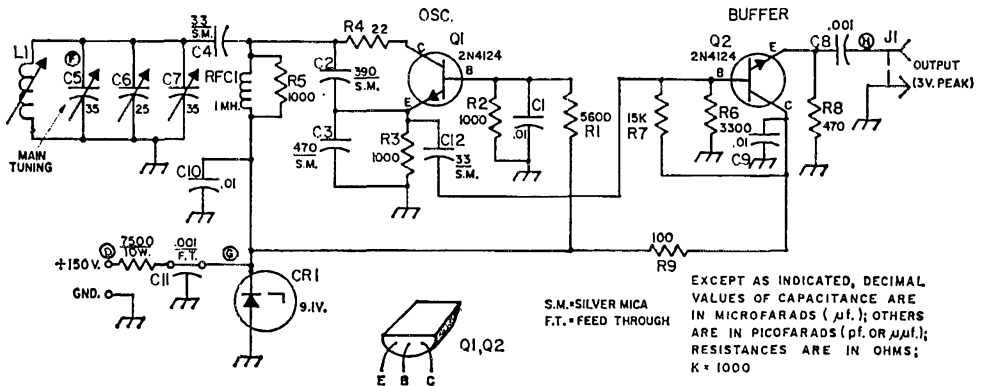 OSC.
BUFFER
33
S.M.
C4
R4 22
Q1
2N4124
Q2
2N4124
.001
C8
H
J1
OUTPUT
(3V. PEAK)
L1
F
C5
35
C6
25
C7
35
MAIN
TUNING
RFC1
1 MH.
R5
1000
C2
390
S.M.
C
B
E
R2
1000
C1
.01
5600
R1
15K
R7
B
E
C
R6
3300
.01
C9
R8
470
C3
470
S.M.
R3
1000
C12
33
S.M.
C10
.01
100
R9
D
7500
10W.
.001
F.T.
G
+150V.
C11
GND.
CR1
9.1V.
S.M.=SILVER MICA
F.T.=FEED THROUGH
Q1,Q2
E B C
EXCEPT AS INDICATED, DECIMAL
VALUES OF CAPACITANCE ARE
IN MICROFARADS (µf.); OTHERS
ARE IN PICOFARADS (pf. OR µµf.);
RESISTANCES ARE IN OHMS;
K= 1000